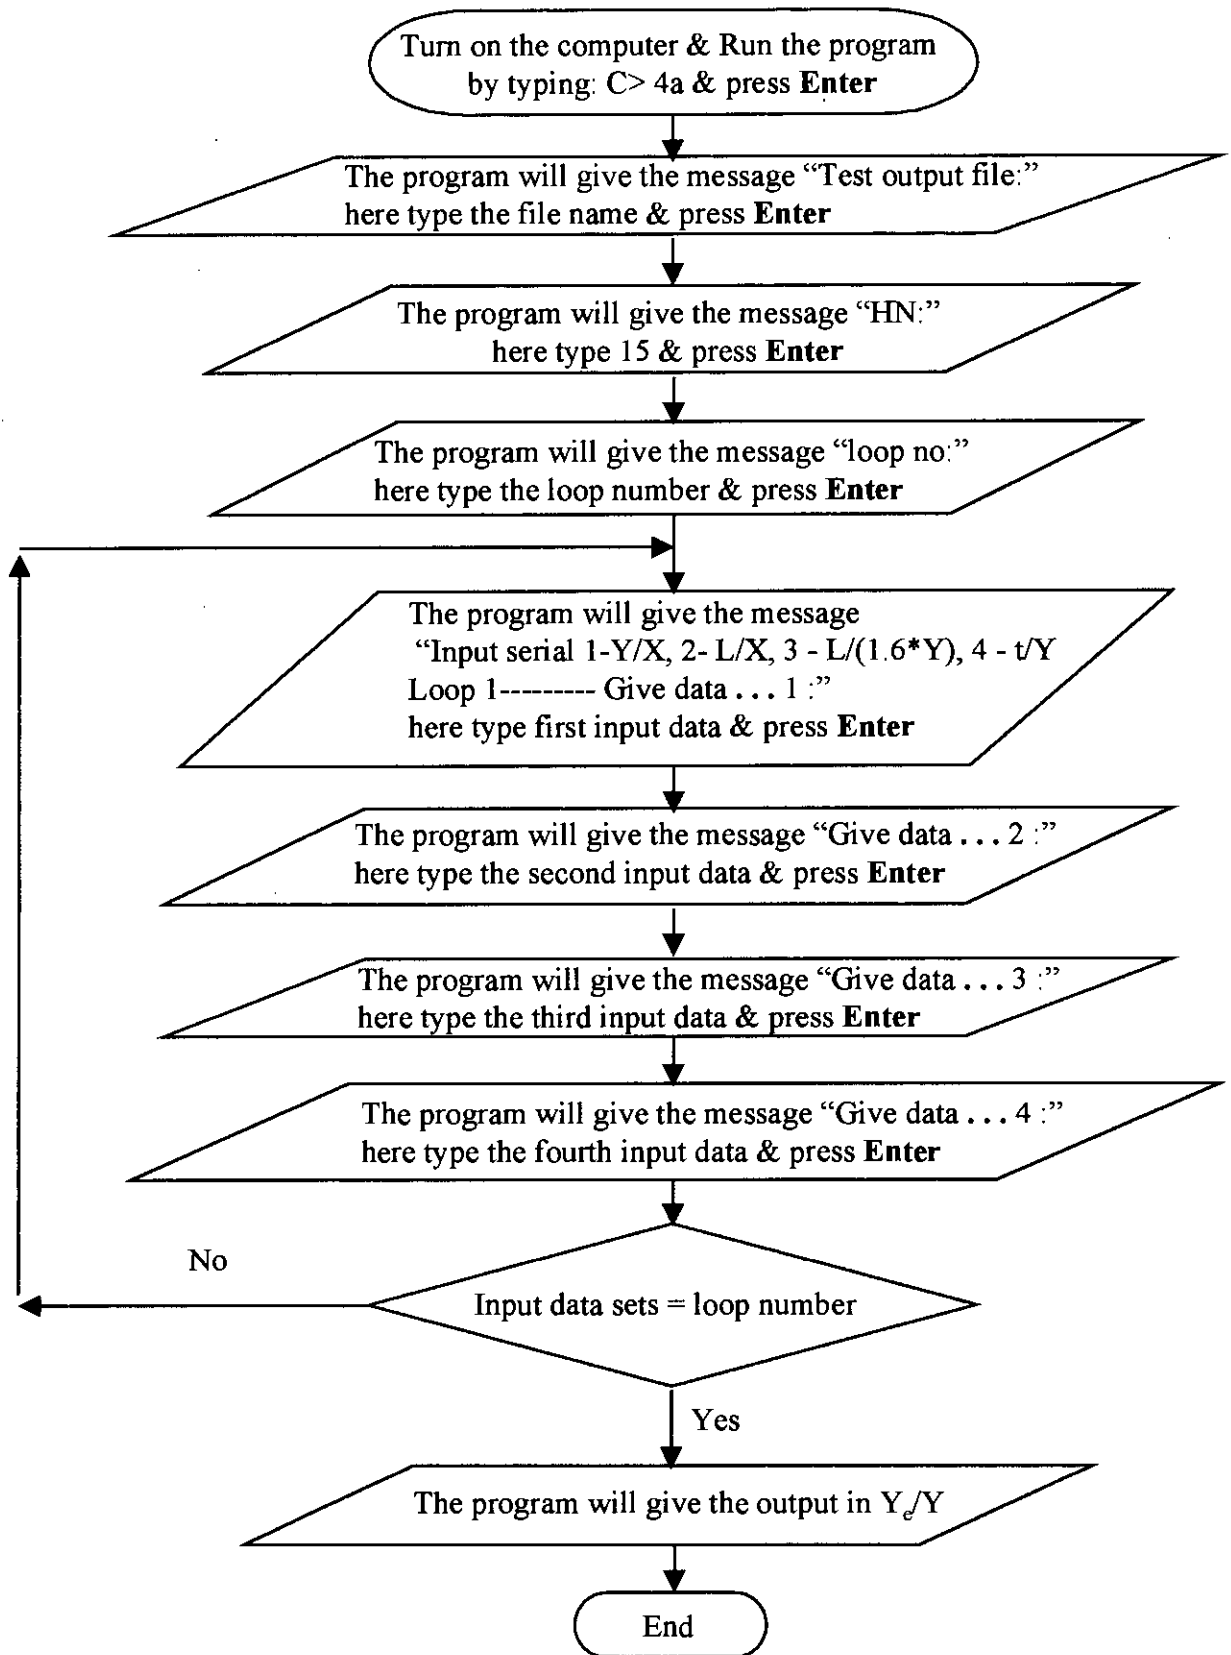 Turn on the computer & Run the program
by typing: C> 4a & press Enter
The program will give the message “Test output file:”
here type the file name & press Enter
The program will give the message “HN:”
here type 15 & press Enter
The program will give the message “loop no:”
here type the loop number & press Enter
The program will give the message
“Input serial 1-Y/X, 2- L/X, 3 - L/(1.6*Y), 4 - t/Y
Loop 1--------- Give data . . . 1 :”
here type first input data & press Enter
The program will give the message “Give data . . . 2 :”
here type the second input data & press Enter
The program will give the message “Give data . . . 3 :”
here type the third input data & press Enter
The program will give the message “Give data . . . 4 :”
here type the fourth input data & press Enter
No
Input data sets = loop number
Yes
The program will give the output in Yₑ/Y
End